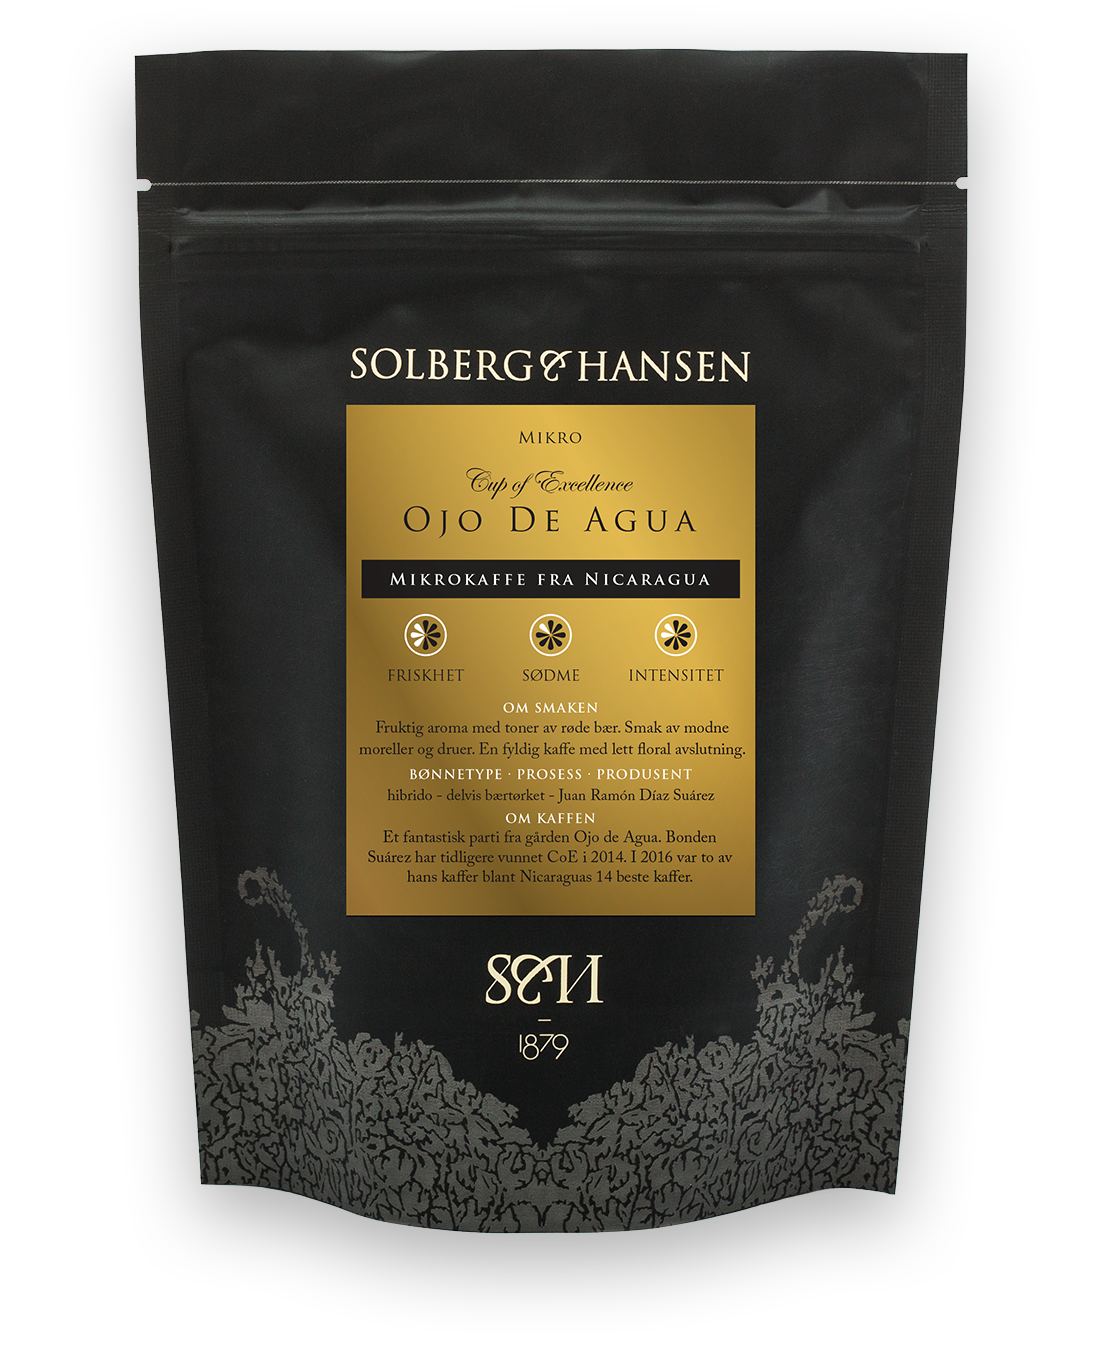 SOLBERG & HANSEN
MIKRO
Cup of Excellence
OJO DE AGUA
MIKROKAFFE FRA NICARAGUA
FRISKHET SØDME INTENSITET
OM SMAKEN
Fruktig aroma med toner av røde bær. Smak av modne
moreller og druer. En fyldig kaffe med lett floral avslutning.
BØNNETYPE · PROSESS · PRODUSENT
hibrido - delvis bærtørket - Juan Ramón Díaz Suárez
OM KAFFEN
Et fantastisk parti fra gården Ojo de Agua. Bonden
Suárez har tidligere vunnet CoE i 2014. I 2016 var to av
hans kaffer blant Nicaraguas 14 beste kaffer.
S&H
1879